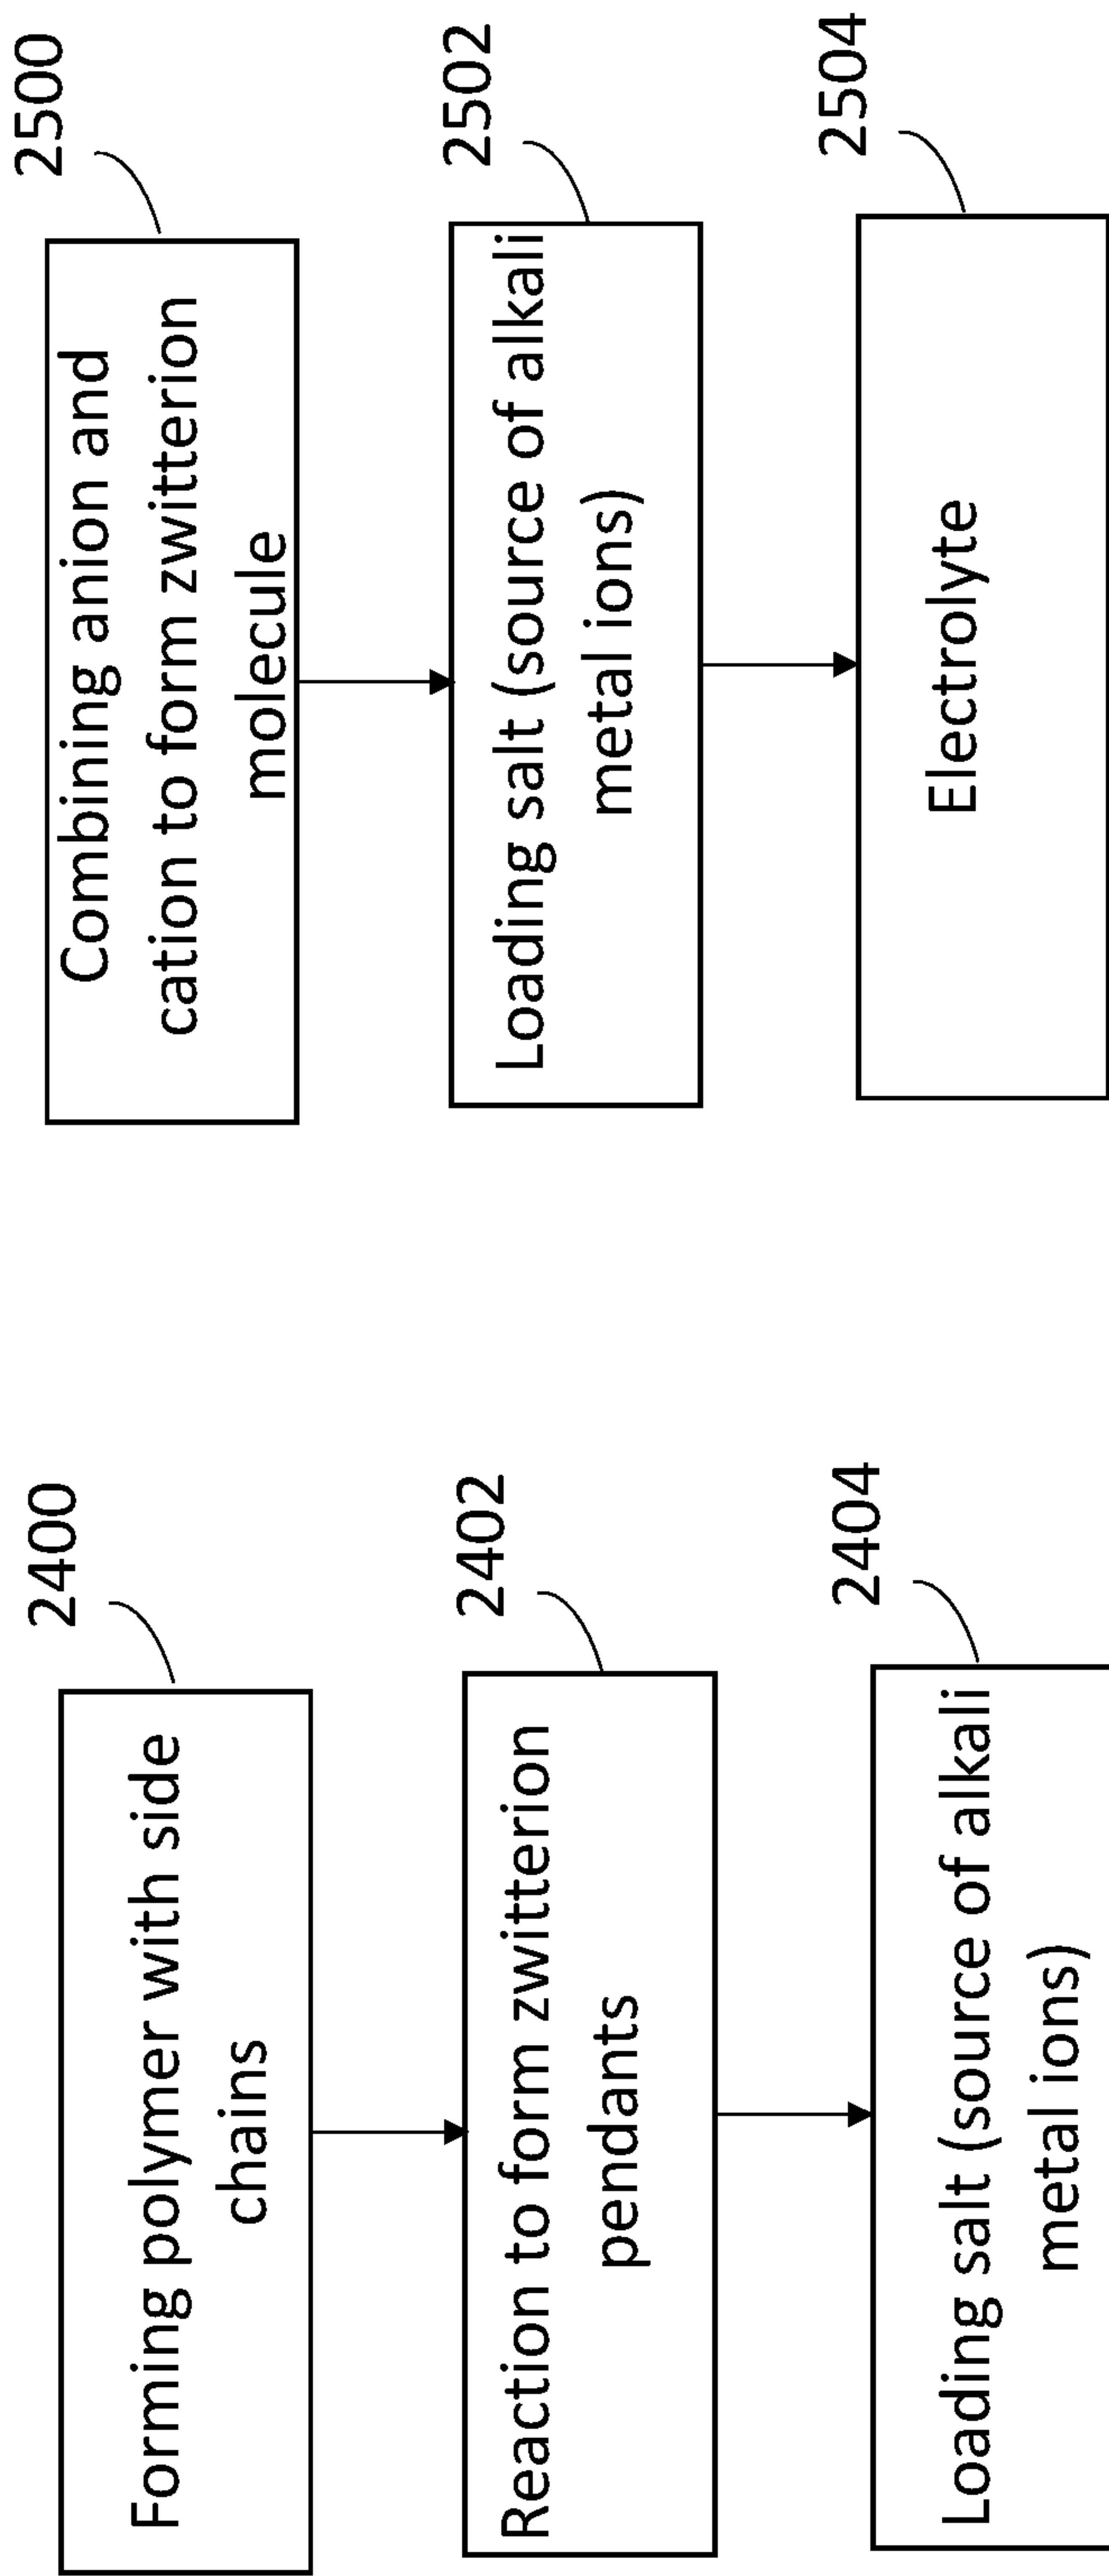 2400
Forming polymer with side
chains
2402
Reaction to form zwitterion
pendants
2404
Loading salt (source of alkali
metal ions)
2500
Combining anion and
cation to form zwitterion
molecule
2502
Loading salt (source of alkali
metal ions)
2504
Electrolyte